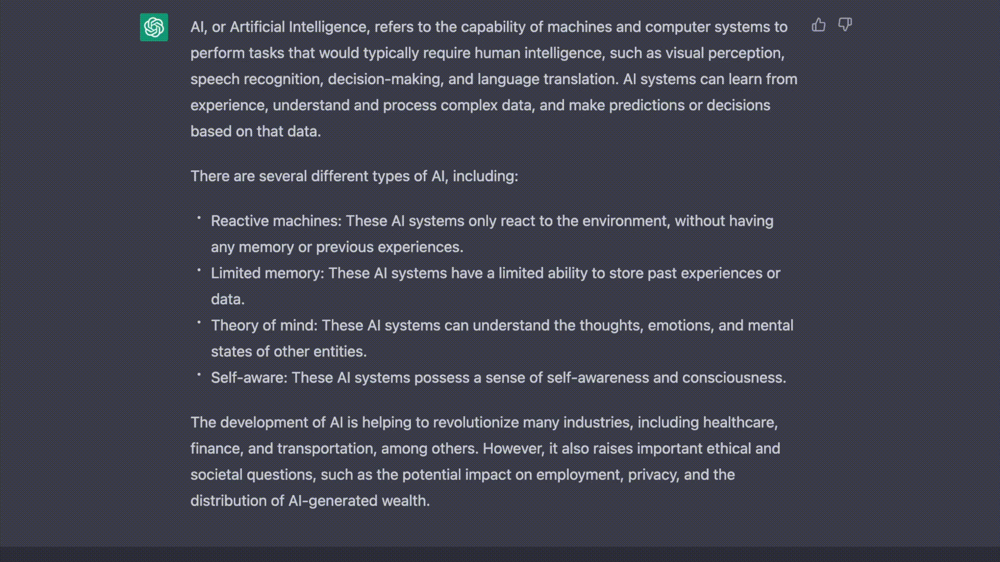 AI, or Artificial Intelligence, refers to the capability of machines and computer systems to
perform tasks that would typically require human intelligence, such as visual perception,
speech recognition, decision-making, and language translation. AI systems can learn from
experience, understand and process complex data, and make predictions or decisions
based on that data.
There are several different types of AI, including:
• Reactive machines: These AI systems only react to the environment, without having
any memory or previous experiences.
• Limited memory: These AI systems have a limited ability to store past experiences or
data.
• Theory of mind: These AI systems can understand the thoughts, emotions, and mental
states of other entities.
• Self-aware: These AI systems possess a sense of self-awareness and consciousness.
The development of AI is helping to revolutionize many industries, including healthcare,
finance, and transportation, among others. However, it also raises important ethical and
societal questions, such as the potential impact on employment, privacy, and the
distribution of AI-generated wealth.